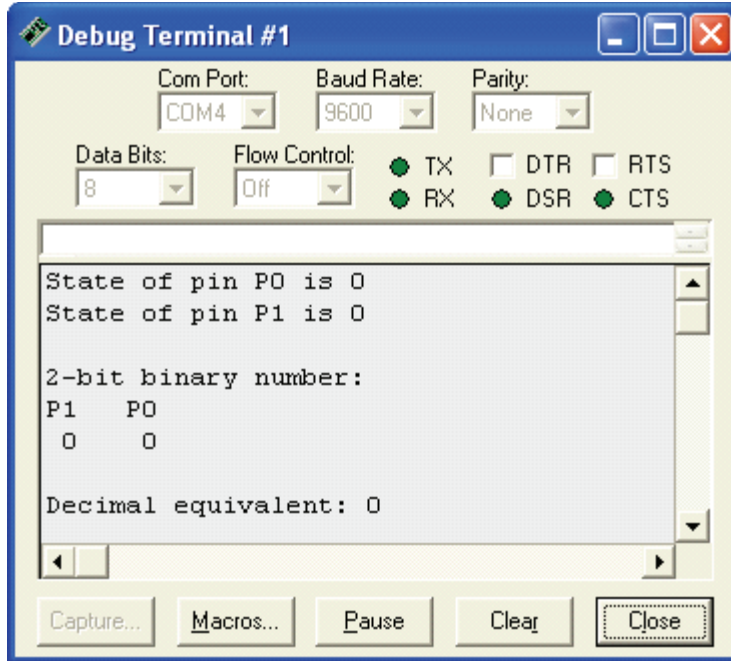 Debug Terminal #1
Com Port: Baud Rate: Parity:
COM4 9600 None
Data Bits: Flow Control: TX DTR RTS
8 Off RX DSR CTS
State of pin P0 is 0
State of pin P1 is 0
2-bit binary number:
P1 P0
0 0
Decimal equivalent: 0
Capture... Macros... Pause Clear Close